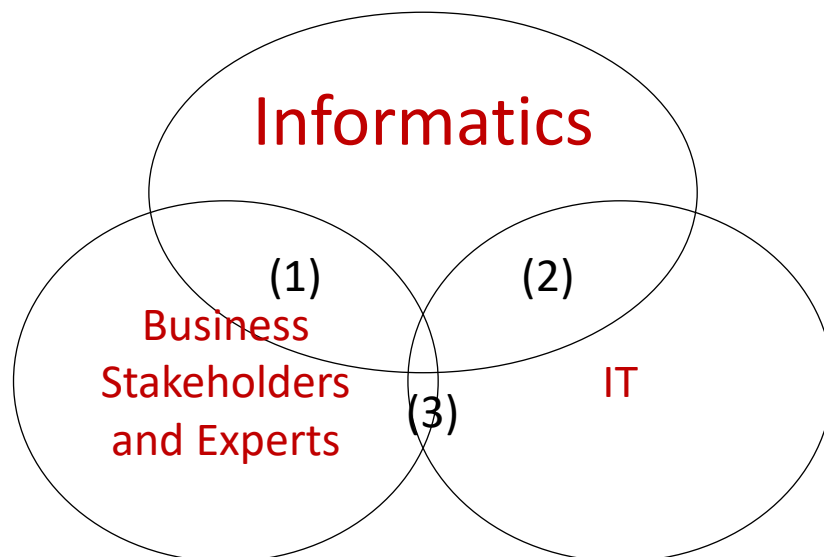 Informatics
(1)
(2)
Business
Stakeholders
and Experts
IT
(3)